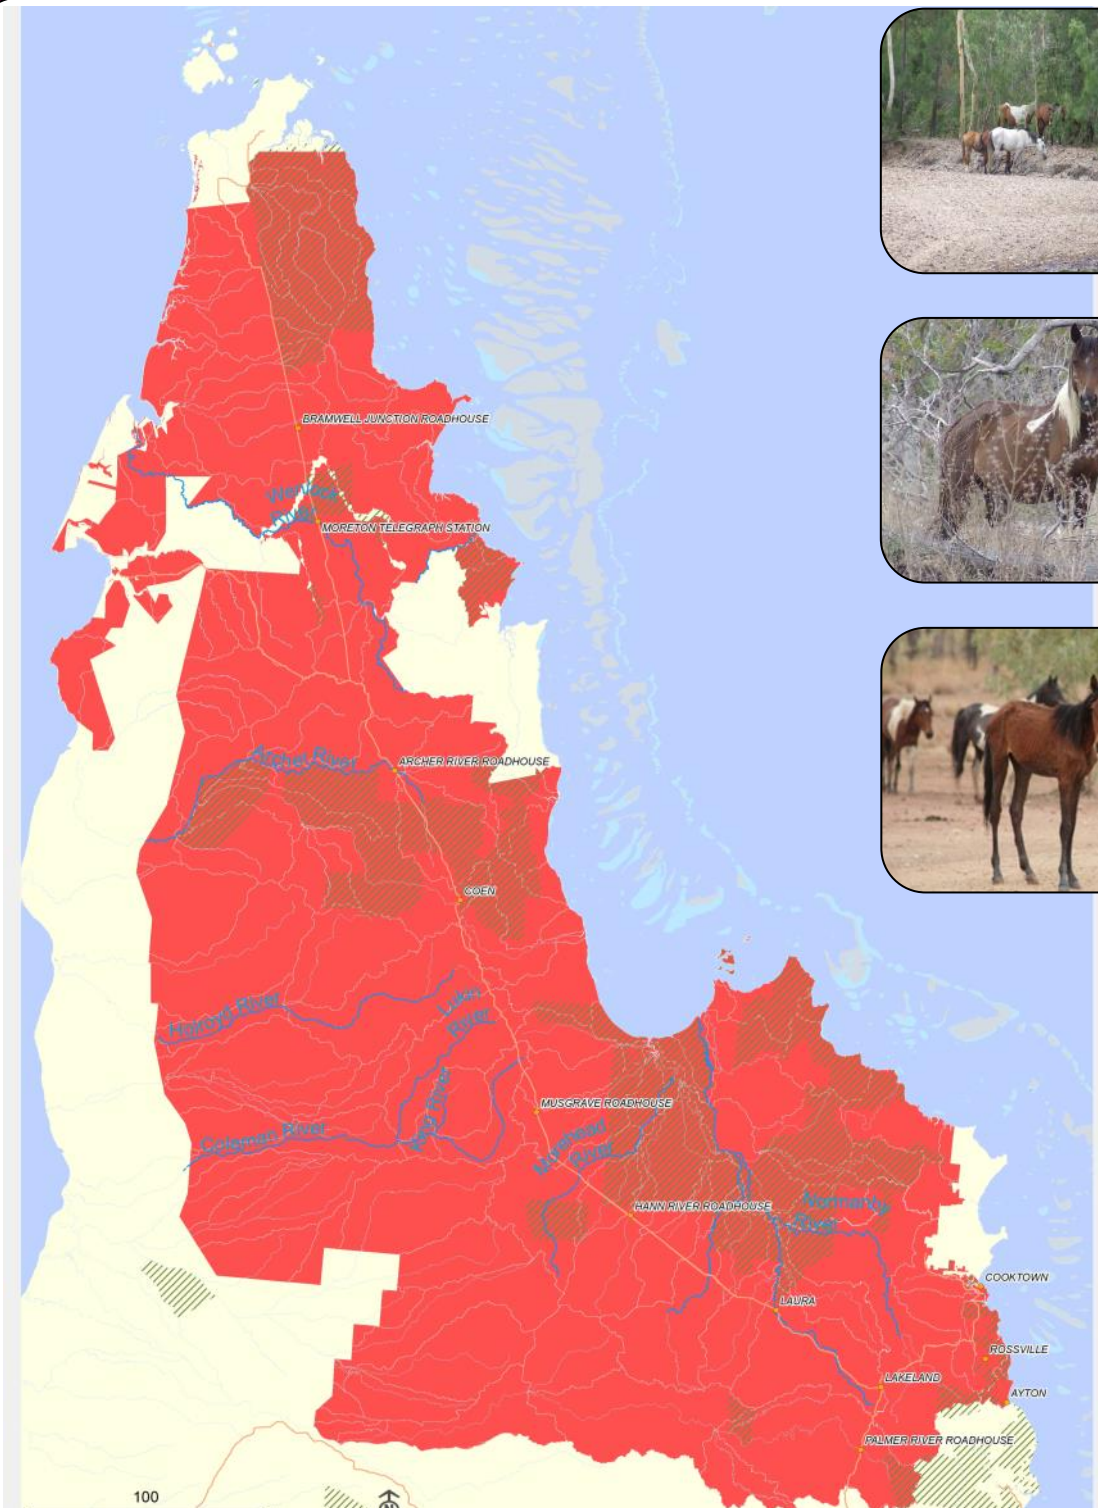 BRAMWELL JUNCTION ROADHOUSE
Wenlock
River
MORETON TELEGRAPH STATION
Archer River
ARCHER RIVER ROADHOUSE
COEN
Holroyd River
Lukin
River
King River
MUSGRAVE ROADHOUSE
Coleman River
Morehead
River
HANN RIVER ROADHOUSE
Normanby
River
COOKTOWN
LAURA
ROSSVILLE
LAKELAND
AYTON
PALMER RIVER ROADHOUSE
100
N